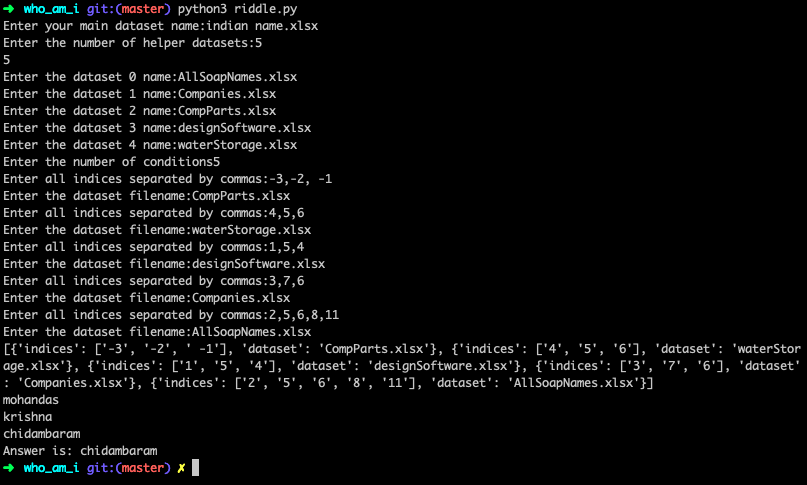 ➜ who_am_i git:(master) python3 riddle.py
Enter your main dataset name:indian name.xlsx
Enter the number of helper datasets:5
5
Enter the dataset 0 name:AllSoapNames.xlsx
Enter the dataset 1 name:Companies.xlsx
Enter the dataset 2 name:CompParts.xlsx
Enter the dataset 3 name:designSoftware.xlsx
Enter the dataset 4 name:waterStorage.xlsx
Enter the number of conditions5
Enter all indices separated by commas:-3,-2, -1
Enter the dataset filename:CompParts.xlsx
Enter all indices separated by commas:4,5,6
Enter the dataset filename:waterStorage.xlsx
Enter all indices separated by commas:1,5,4
Enter the dataset filename:designSoftware.xlsx
Enter all indices separated by commas:3,7,6
Enter the dataset filename:Companies.xlsx
Enter all indices separated by commas:2,5,6,8,11
Enter the dataset filename:AllSoapNames.xlsx
[{'indices': ['-3', '-2', ' -1'], 'dataset': 'CompParts.xlsx'}, {'indices': ['4', '5', '6'], 'dataset': 'waterStor
age.xlsx'}, {'indices': ['1', '5', '4'], 'dataset': 'designSoftware.xlsx'}, {'indices': ['3', '7', '6'], 'dataset'
: 'Companies.xlsx'}, {'indices': ['2', '5', '6', '8', '11'], 'dataset': 'AllSoapNames.xlsx'}]
mohandas
krishna
chidambaram
Answer is: chidambaram
➜ who_am_i git:(master) ✗